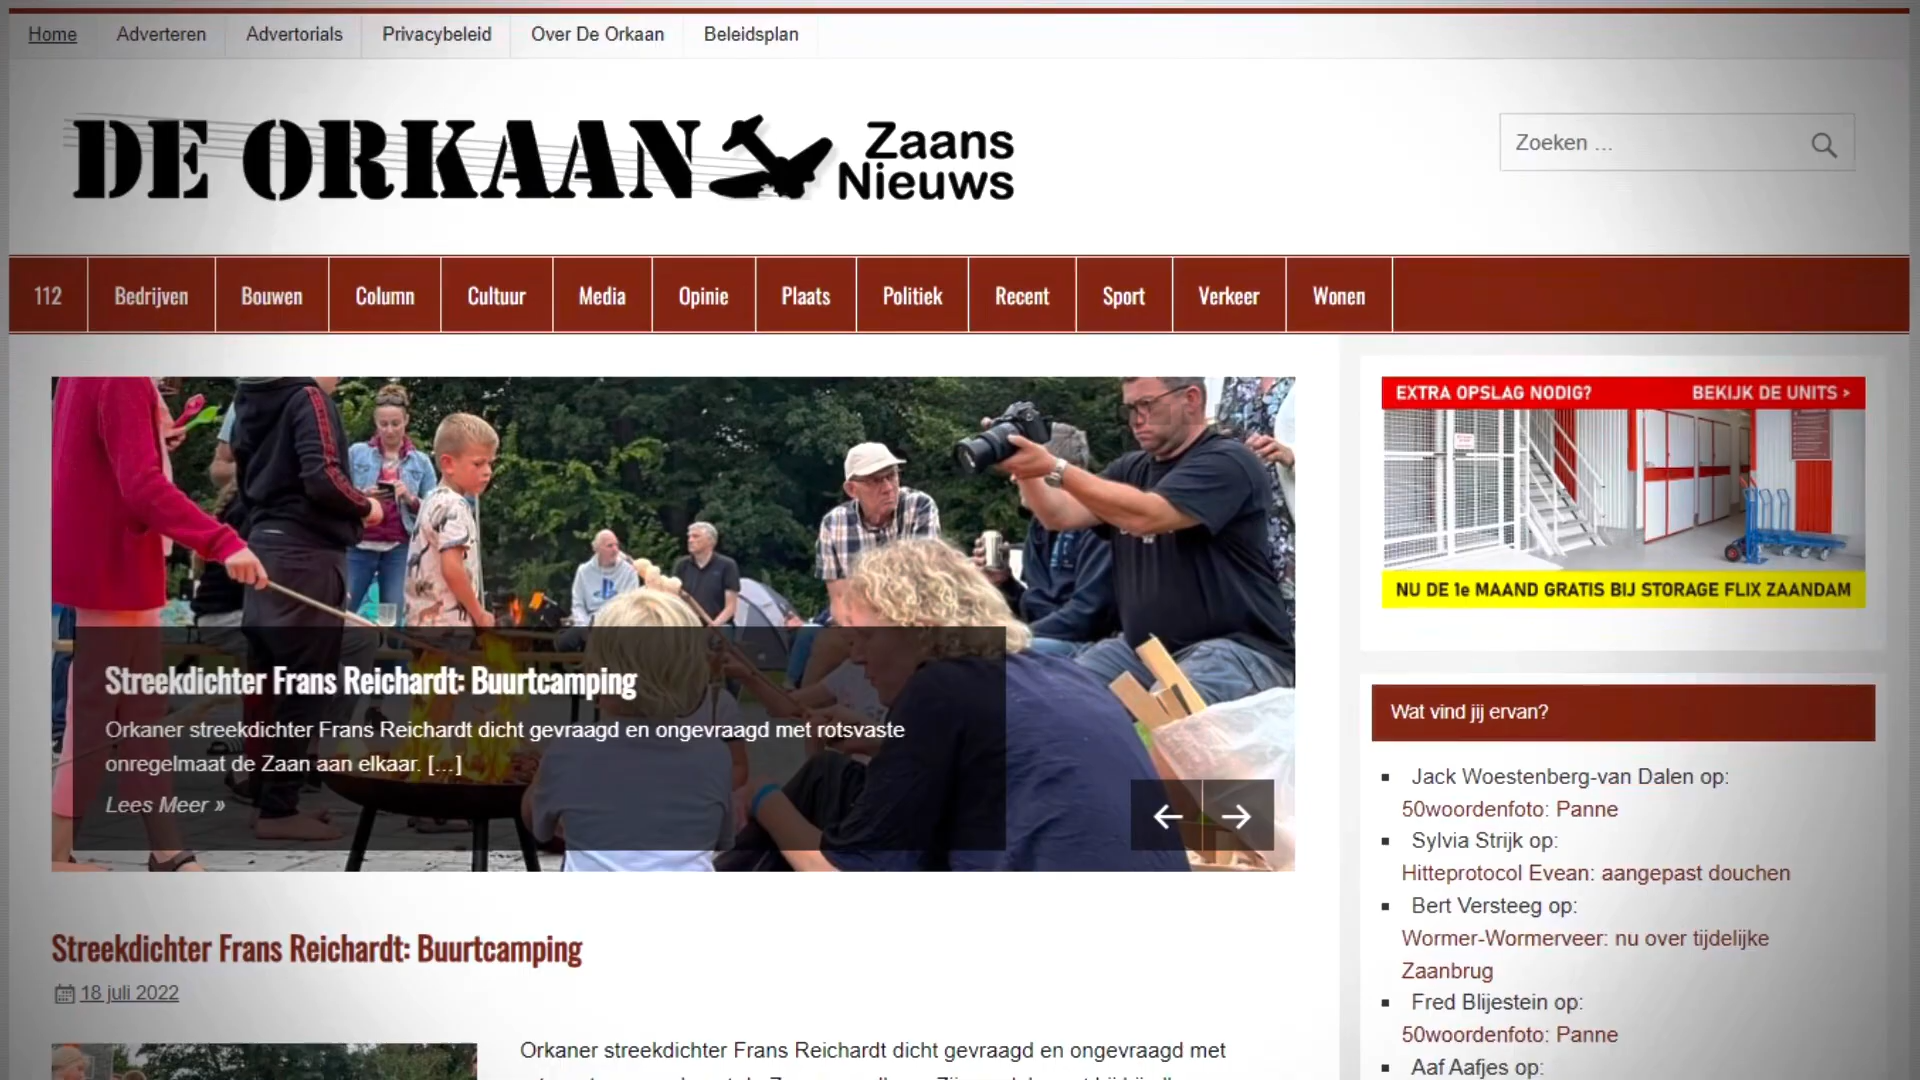 Home Adverteren Advertorials Privacybeleid Over De Orkaan Beleidsplan
DE ORKAAN Zaans
Nieuws
Zoeken ...
112 Bedrijven Bouwen Column Cultuur Media Opinie Plaats Politiek Recent Sport Verkeer Wonen
EXTRA OPSLAG NODIG? BEKIJK DE UNITS >
NU DE 1e MAAND GRATIS BIJ STORAGE FLIX ZAANDAM
Streekdichter Frans Reichardt: Buurtcamping
Orkaner streekdichter Frans Reichardt dicht gevraagd en ongevraagd met rotsvaste
onregelmaat de Zaan aan elkaar. [...]
Lees Meer »
Wat vind jij ervan?
Jack Woestenberg-van Dalen op:
50woordenfoto: Panne
Sylvia Strijk op:
Hitteprotocol Evean: aangepast douchen
Bert Versteeg op:
Wormer-Wormerveer: nu over tijdelijke
Zaanbrug
Fred Blijestein op:
50woordenfoto: Panne
Aaf Aafjes op:
Streekdichter Frans Reichardt: Buurtcamping
18 juli 2022
Orkaner streekdichter Frans Reichardt dicht gevraagd en ongevraagd met